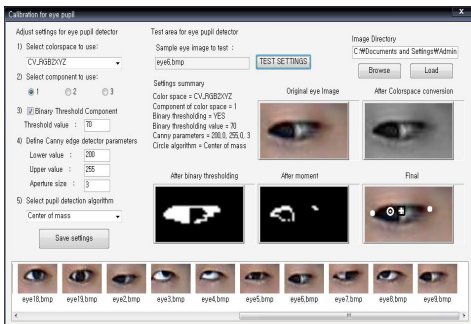 Calibration for eye pupil
x
Adjust settings for eye pupil detector
1) Select colorspace to use:
CV_RGB2XYZ
2) Select component to use:
1 2 3
3) Binary Threshold Component
Threshold value : 70
4) Define Canny edge detector parameters
Lower value : 200
Upper value : 255
Aperture size : 3
5) Select pupil detection algorithm
Center of mass
Save settings
Test area for eye pupil detector
Sample eye image to test :
eye6.bmp
TEST SETTINGS
Settings summary
Color space = CV_RGB2XYZ
Component of color space = 1
Binary thresholding = YES
Binary thresholding value = 70
Canny parameters = 200,0, 255,0, 3
Circle algorithm = Center of mass
Image Directory
C:\Documents and Settings\Admin
Browse Load
Original eye Image
After Colorspace conversion
After binary thresholding
After moment
Final
eye18.bmp eye19.bmp eye2.bmp eye3.bmp eye4.bmp eye5.bmp eye6.bmp eye7.bmp eye8.bmp eye9.bmp